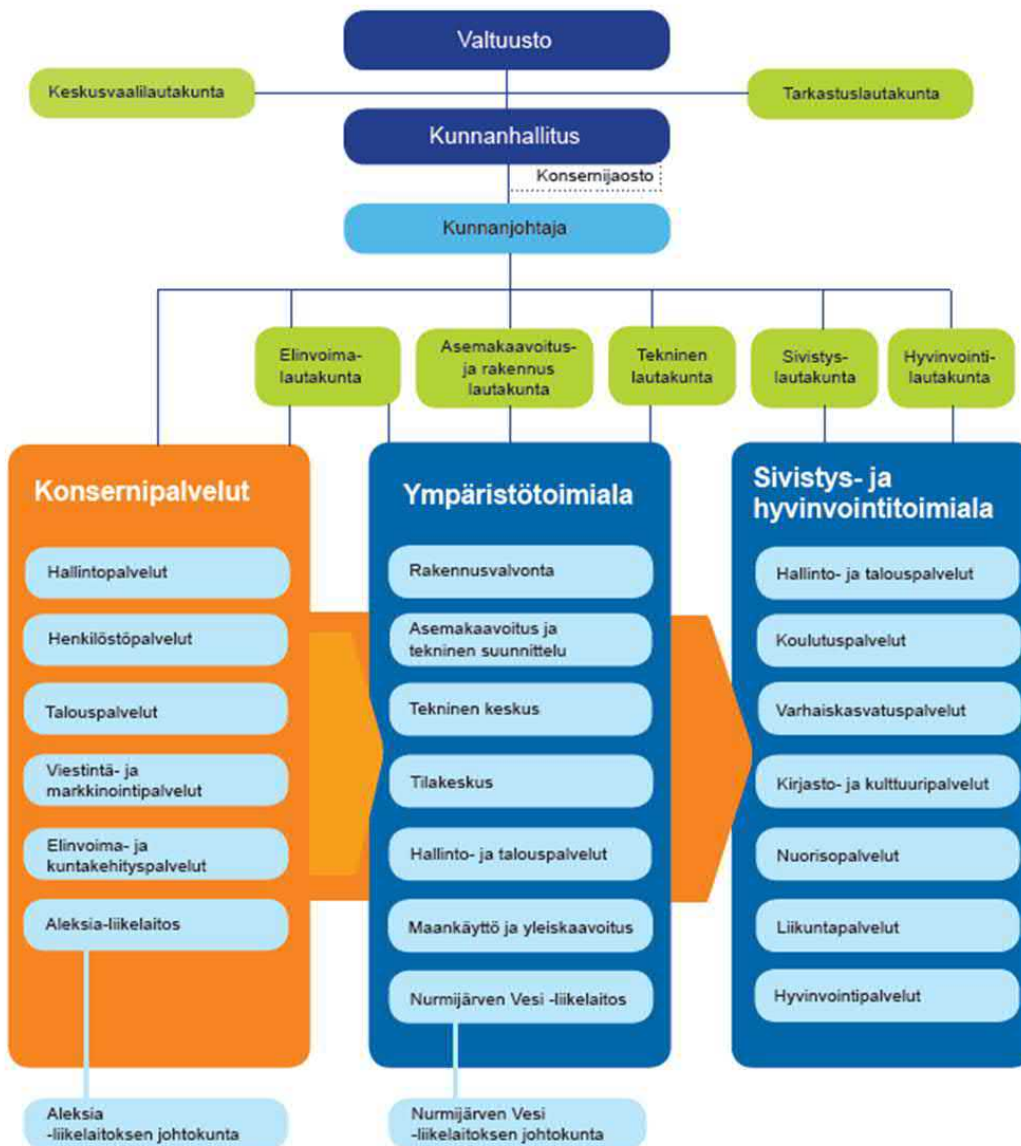 Valtuusto
Keskusvaalilautakunta
Tarkastuslautakunta
Kunnanhallitus
Konsernijaosto
Kunnanjohtaja
Elinvoima-
lautakunta
Asemakaavoitus-
ja rakennus
lautakunta
Tekninen
lautakunta
Sivistys-
lautakunta
Hyvinvointi-
lautakunta
Konsernipalvelut
Hallintopalvelut
Henkilöstöpalvelut
Talouspalvelut
Viestintä- ja
markkinointipalvelut
Elinvoima- ja
kuntakehityspalvelut
Aleksia-liikelaitos
Aleksia
-liikelaitoksen johtokunta
Ympäristötoimiala
Rakennusvalvonta
Asemakaavoitus ja
tekninen suunnittelu
Tekninen keskus
Tilakeskus
Hallinto- ja talouspalvelut
Maankäyttö ja yleiskaavoitus
Nurmijärven Vesi -liikelaitos
Nurmijärven Vesi
-liikelaitoksen johtokunta
Sivistys- ja
hyvinvointitoimiala
Hallinto- ja talouspalvelut
Koulutuspalvelut
Varhaiskasvatuspalvelut
Kirjasto- ja kulttuuripalvelut
Nuorisopalvelut
Liikuntapalvelut
Hyvinvointipalvelut